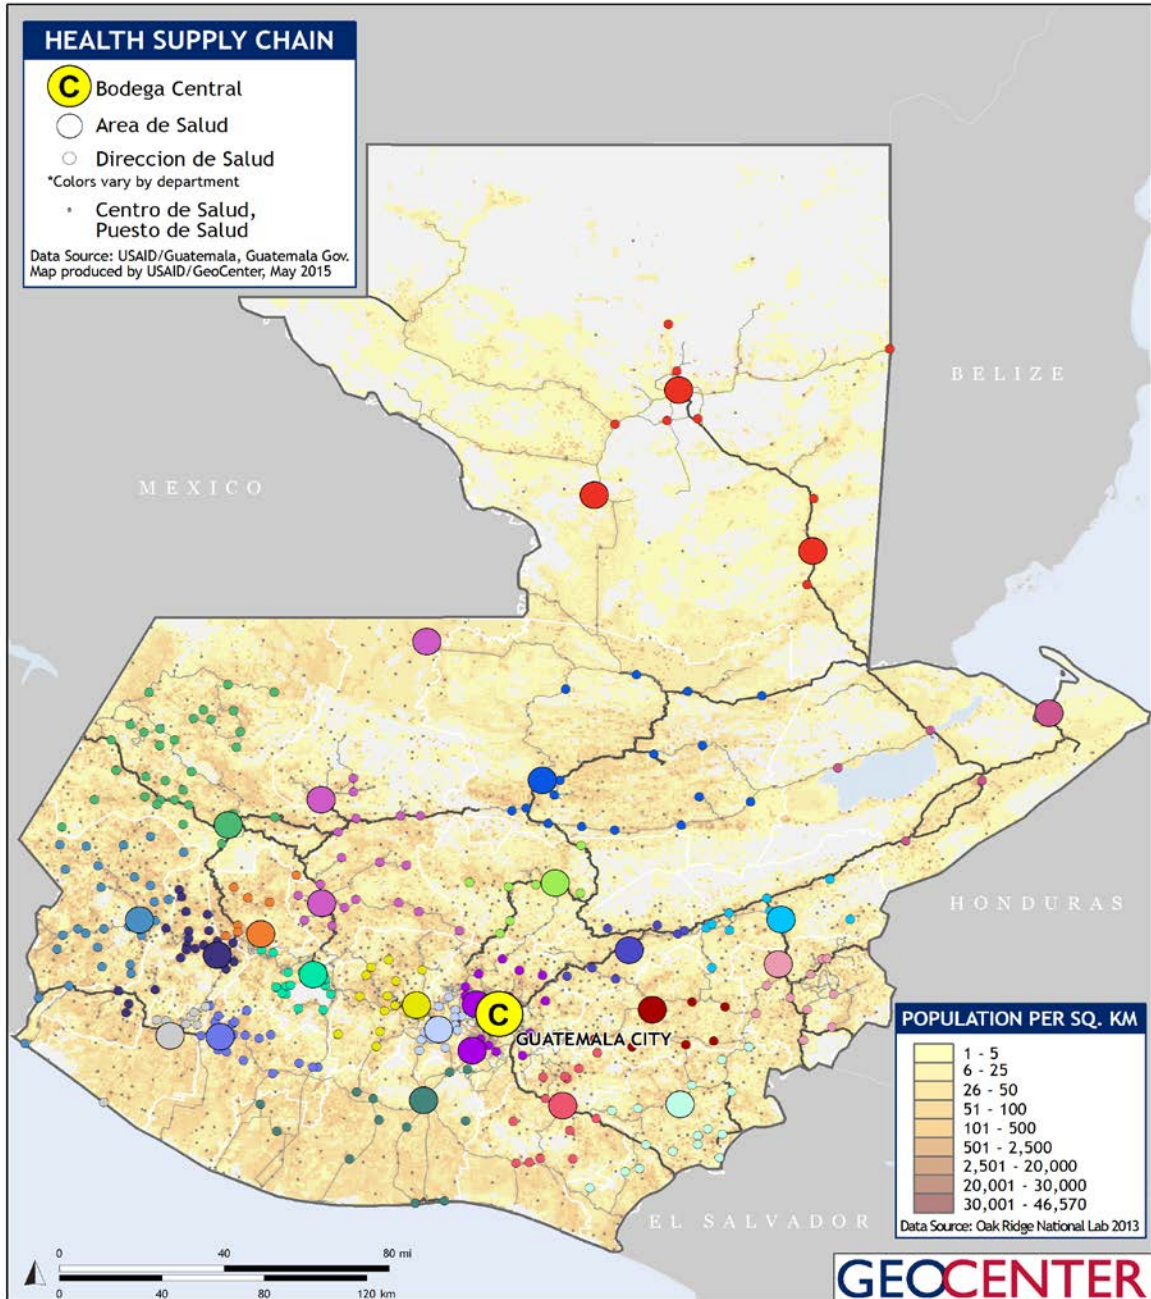 HEALTH SUPPLY CHAIN
C Bodega Central
Area de Salud
Direccion de Salud
*Colors vary by department
Centro de Salud,
Puesto de Salud
Data Source: USAID/Guatemala, Guatemala Gov.
Map produced by USAID/GeoCenter, May 2015
BELIZE
MEXICO
HONDURAS
C
GUATEMALA CITY
EL SALVADOR
POPULATION PER SQ. KM
1 - 5
6 - 25
26 - 50
51 - 100
101 - 500
501 - 2,500
2,501 - 20,000
20,001 - 30,000
30,001 - 46,570
Data Source: Oak Ridge National Lab 2013
0 40 80 mi
0 40 80 120 km
GEOCENTER